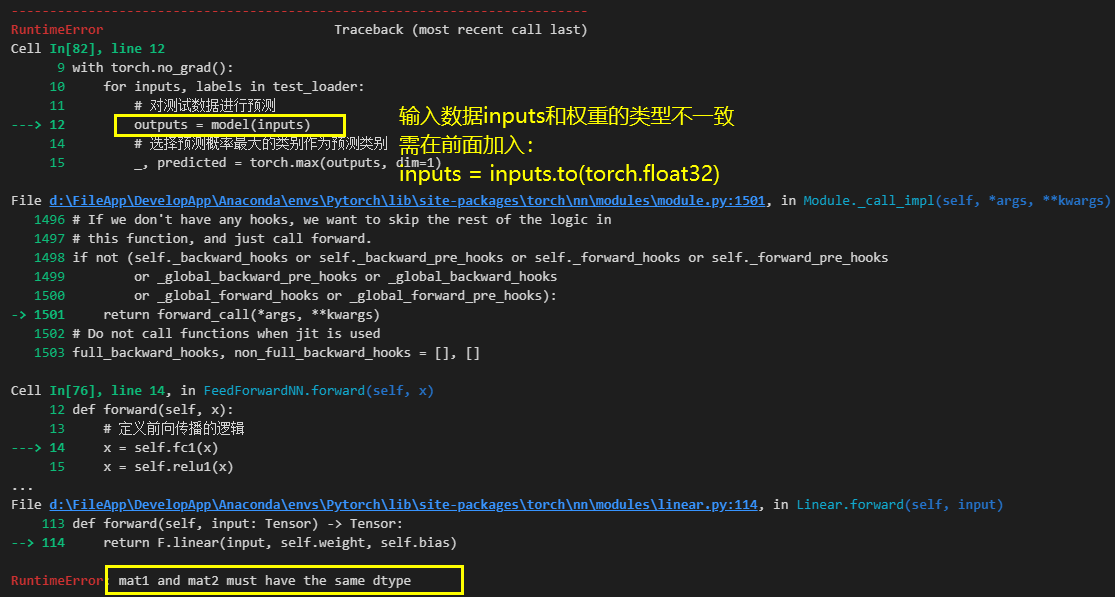 --------------------------------------------------------------------------
RuntimeError                              Traceback (most recent call last)
Cell In[82], line 12
      9 with torch.no_grad():
     10     for inputs, labels in test_loader:
     11         # 对测试数据进行预测
---> 12         outputs = model(inputs)
     14         # 选择预测概率最大的类别作为预测类别
     15         _, predicted = torch.max(outputs, dim=1)
输入数据inputs和权重的类型不一致
需在前面加入：
inputs = inputs.to(torch.float32)
File d:\FileApp\DevelopApp\Anaconda\envs\Pytorch\lib\site-packages\torch\nn\modules\module.py:1501, in Module._call_impl(self, *args, **kwargs)
   1496 # If we don't have any hooks, we want to skip the rest of the logic in
   1497 # this function, and just call forward.
   1498 if not (self._backward_hooks or self._backward_pre_hooks or self._forward_hooks or self._forward_pre_hooks
   1499         or _global_backward_pre_hooks or _global_backward_hooks
   1500         or _global_forward_hooks or _global_forward_pre_hooks):
-> 1501     return forward_call(*args, **kwargs)
   1502 # Do not call functions when jit is used
   1503 full_backward_hooks, non_full_backward_hooks = [], []
Cell In[76], line 14, in FeedForwardNN.forward(self, x)
     12 def forward(self, x):
     13     # 定义前向传播的逻辑
---> 14     x = self.fc1(x)
     15     x = self.relu1(x)
...
File d:\FileApp\DevelopApp\Anaconda\envs\Pytorch\lib\site-packages\torch\nn\modules\linear.py:114, in Linear.forward(self, input)
    113 def forward(self, input: Tensor) -> Tensor:
--> 114     return F.linear(input, self.weight, self.bias)
RuntimeError: mat1 and mat2 must have the same dtype